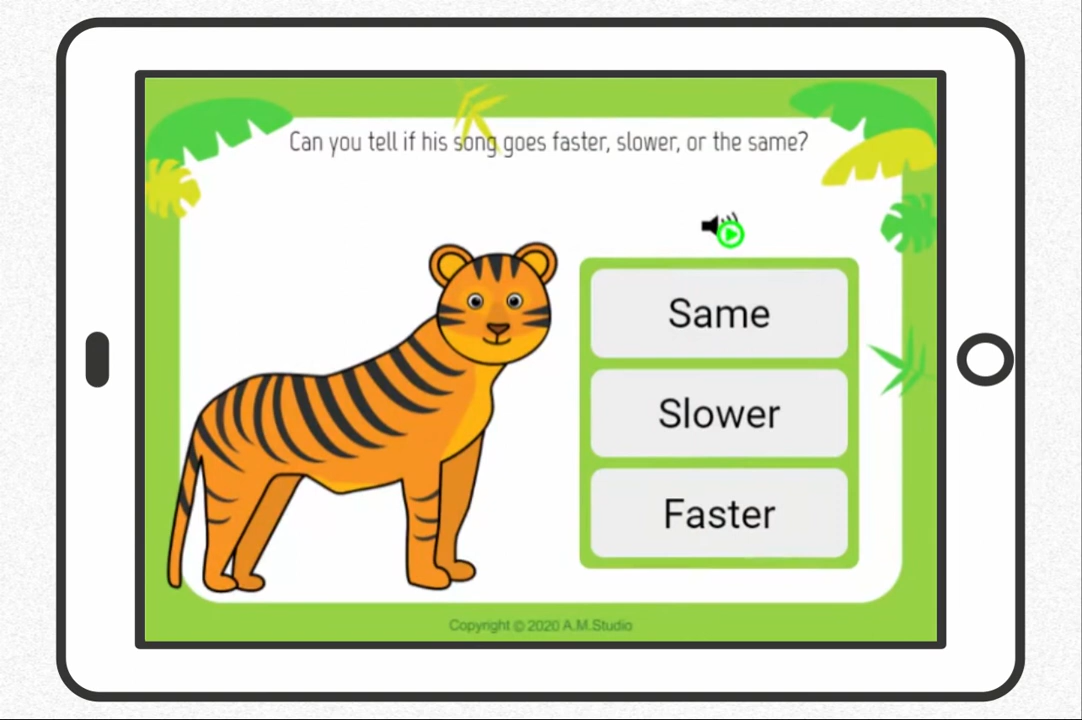 Can you tell if his song goes faster, slower, or the same?
Same
Slower
Faster
Copyright © 2020 A.M.Studio